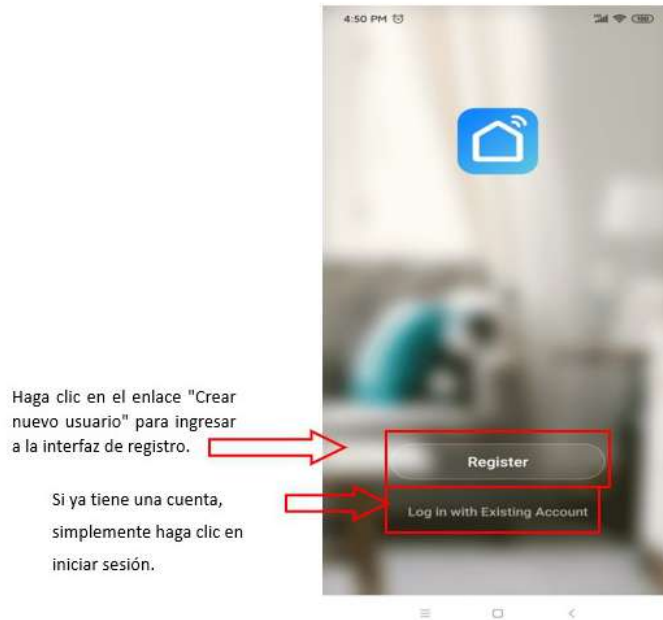 4:50 PM
Haga clic en el enlace "Crear
nuevo usuario" para ingresar
a la interfaz de registro.
Register
Si ya tiene una cuenta,
simplemente haga clic en
iniciar sesión.
Log in with Existing Account